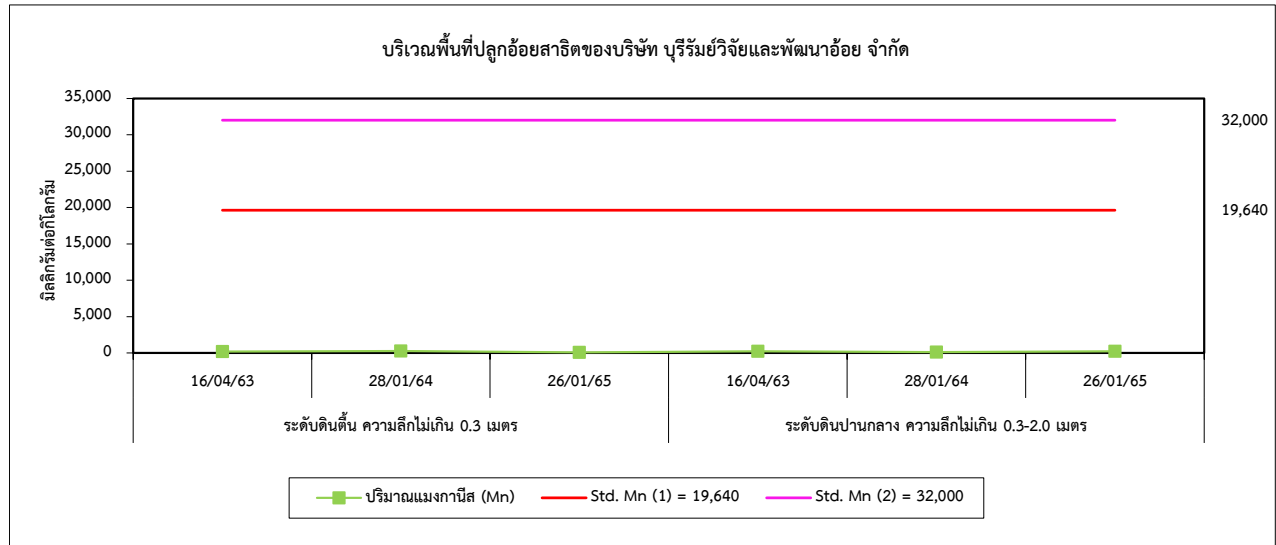 บริเวณพื้นที่ปลูกอ้อยสาธิตของบริษัท บุรีรัมย์วิจัยและพัฒนาอ้อย จำกัด
มิลลิกรัมต่อกิโลกรัม
35,000
30,000
25,000
20,000
15,000
10,000
5,000
0
32,000
19,640
16/04/63 28/01/64 26/01/65 16/04/63 28/01/64 26/01/65
ระดับดินตื้น ความลึกไม่เกิน 0.3 เมตร ระดับดินปานกลาง ความลึกไม่เกิน 0.3-2.0 เมตร
ปริมาณแมงกานีส (Mn) Std. Mn (1) = 19,640 Std. Mn (2) = 32,000